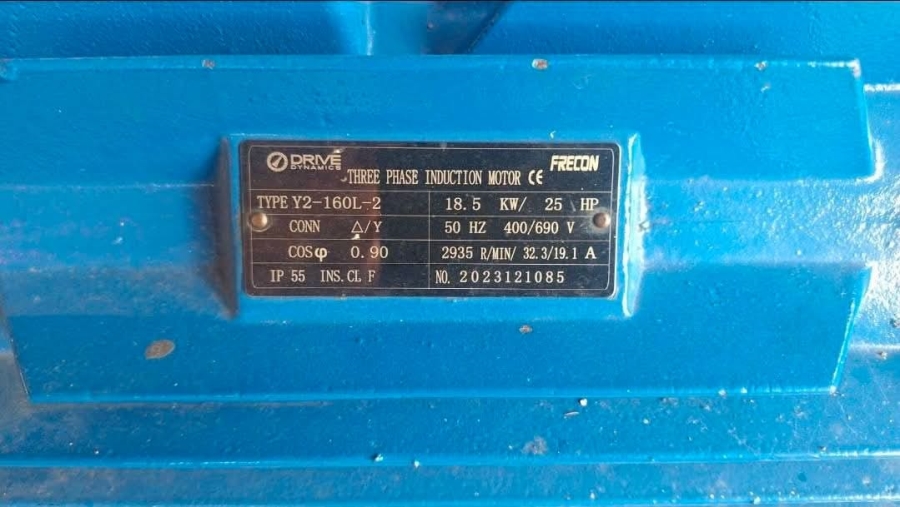 DRIVE
DYNAMICS
FRECON
THREE PHASE INDUCTION MOTOR CE
TYPE Y2-160L-2 18.5 KW/ 25 HP
CONN △/Y 50 HZ 400/690 V
COSφ 0.90 2935 R/MIN/ 32.3/19.1 A
IP 55 INS.CL F NO. 2023121085